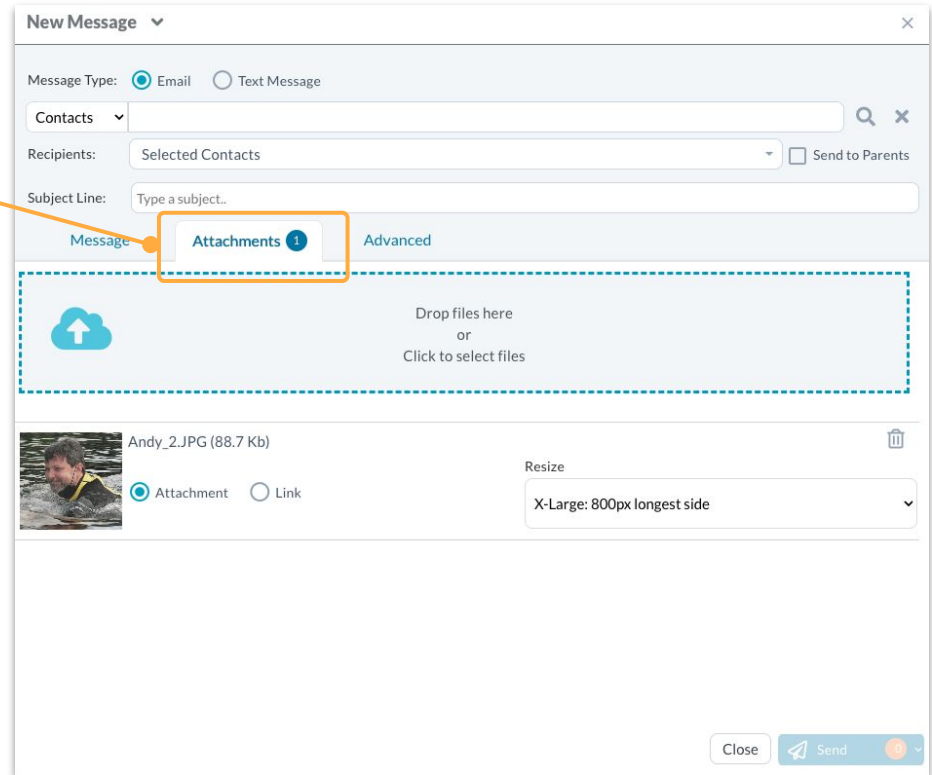 New Message
Message Type: Email Text Message
Contacts
Recipients: Selected Contacts Send to Parents
Subject Line: Type a subject..
Message Attachments 1 Advanced
Drop files here
or
Click to select files
Andy_2.JPG (88.7 Kb)
Resize
Attachment Link
X-Large: 800px longest side
Close Send 0